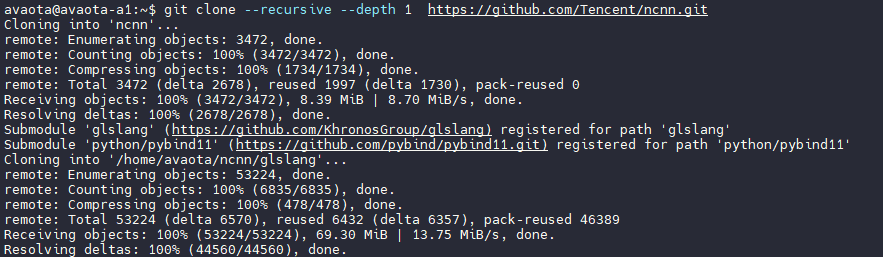 avaota@avaota-a1:~$ git clone --recursive --depth 1  https://github.com/Tencent/ncnn.git
Cloning into 'ncnn'...
remote: Enumerating objects: 3472, done.
remote: Counting objects: 100% (3472/3472), done.
remote: Compressing objects: 100% (1734/1734), done.
remote: Total 3472 (delta 2678), reused 1997 (delta 1730), pack-reused 0
Receiving objects: 100% (3472/3472), 8.39 MiB | 8.70 MiB/s, done.
Resolving deltas: 100% (2678/2678), done.
Submodule 'glslang' (https://github.com/KhronosGroup/glslang) registered for path 'glslang'
Submodule 'python/pybind11' (https://github.com/pybind/pybind11.git) registered for path 'python/pybind11'
Cloning into '/home/avaota/ncnn/glslang'...
remote: Enumerating objects: 53224, done.
remote: Counting objects: 100% (6835/6835), done.
remote: Compressing objects: 100% (478/478), done.
remote: Total 53224 (delta 6570), reused 6432 (delta 6357), pack-reused 46389
Receiving objects: 100% (53224/53224), 69.30 MiB | 13.75 MiB/s, done.
Resolving deltas: 100% (44560/44560), done.